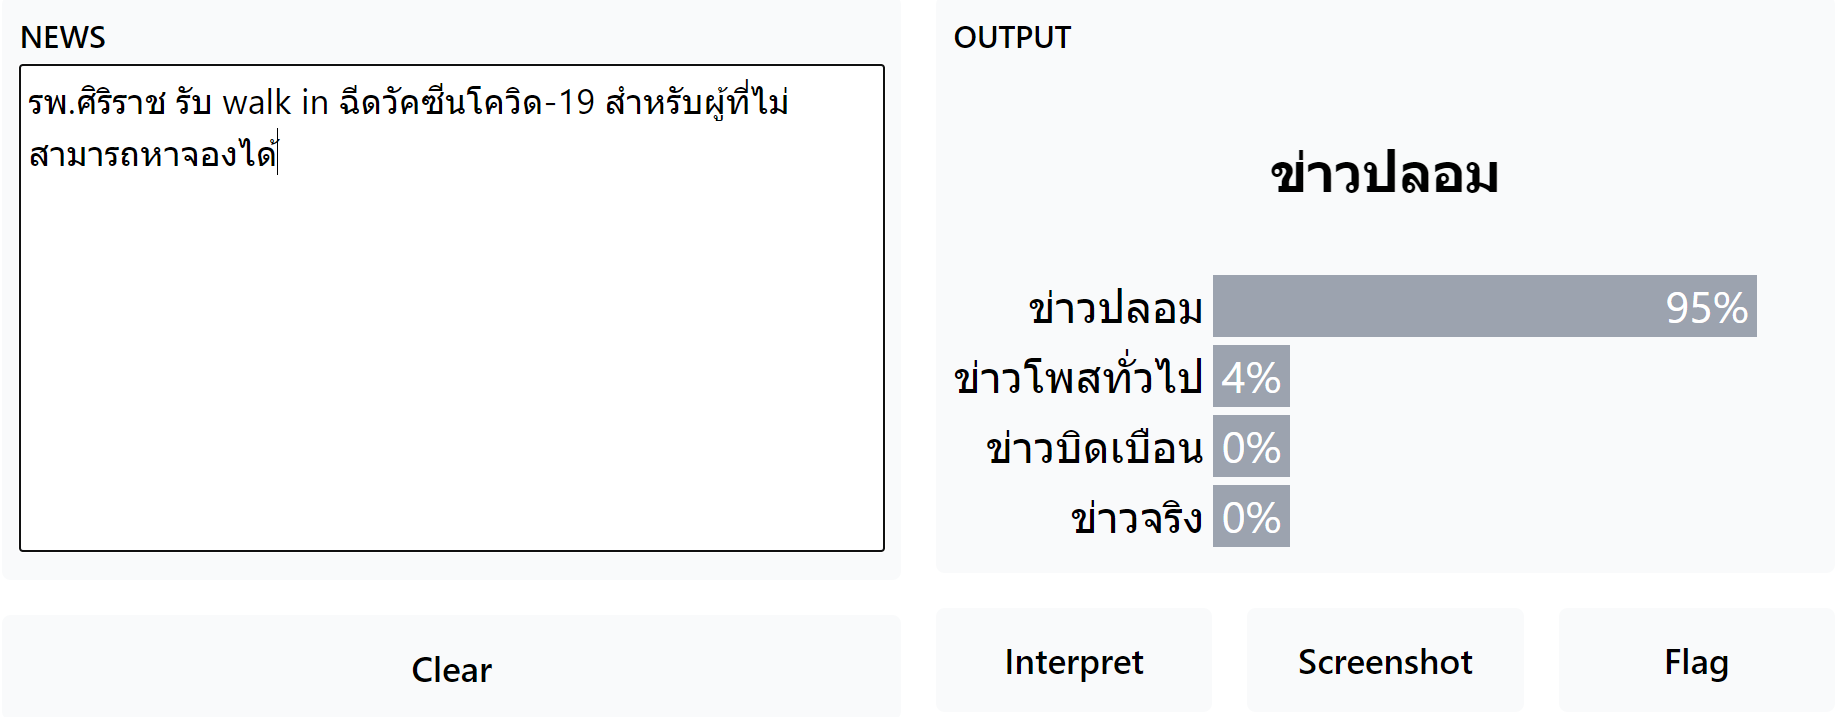 NEWS
รพ.ศิริราช รับ walk in ฉีดวัคซีนโควิด-19 สำหรับผู้ที่ไม่
สามารถหาจองได้
Clear
OUTPUT
ข่าวปลอม
ข่าวปลอม 95%
ข่าวโพสทั่วไป 4%
ข่าวบิดเบือน 0%
ข่าวจริง 0%
Interpret
Screenshot
Flag